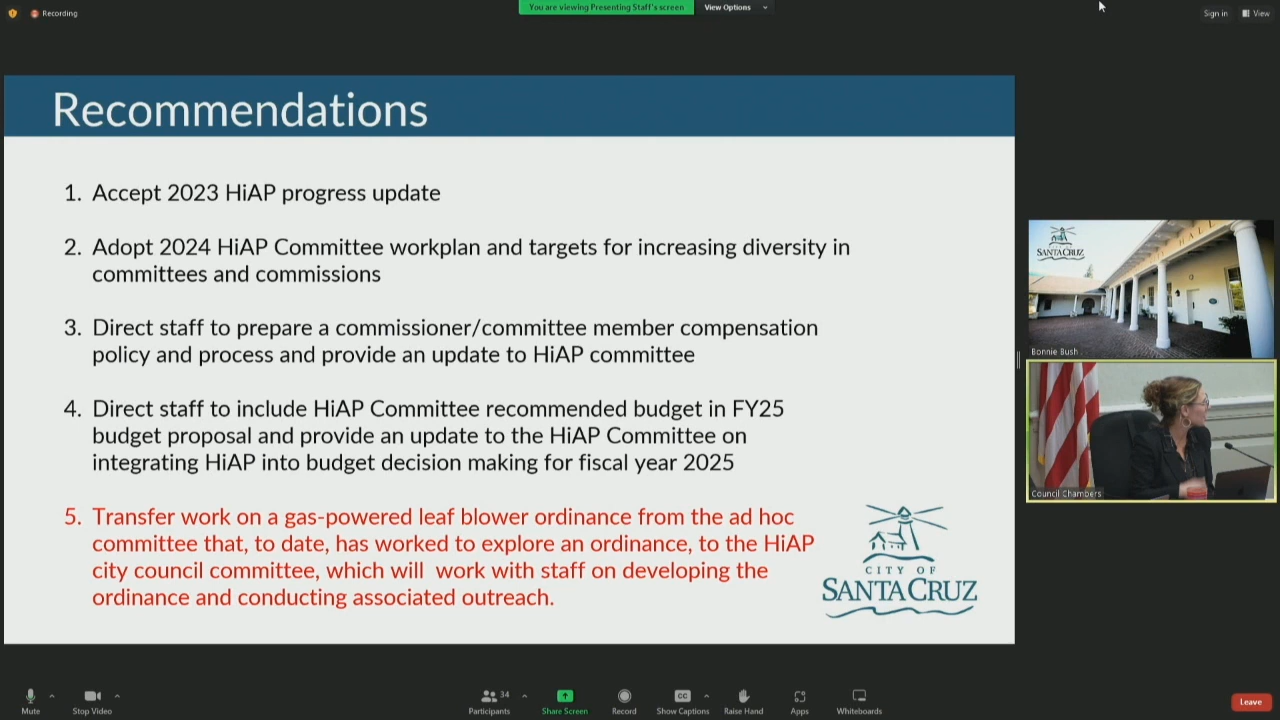 Recording
You are viewing Presenting Staff's screen
View Options
Sign in
View
Recommendations
1. Accept 2023 HiAP progress update
2. Adopt 2024 HiAP Committee workplan and targets for increasing diversity in
committees and commissions
3. Direct staff to prepare a commissioner/committee member compensation
policy and process and provide an update to HiAP committee
4. Direct staff to include HiAP Committee recommended budget in FY25
budget proposal and provide an update to the HiAP Committee on
integrating HiAP into budget decision making for fiscal year 2025
5. Transfer work on a gas-powered leaf blower ordinance from the ad hoc
committee that, to date, has worked to explore an ordinance, to the HiAP
city council committee, which will work with staff on developing the
ordinance and conducting associated outreach.
CITY OF
SANTA CRUZ
SANTA CRUZ
HALL
Bonnie Bush
Council Chambers
Mute
Stop Video
Participants
34
Share Screen
Record
CC
Show Captions
Raise Hand
Apps
Whiteboards
Leave